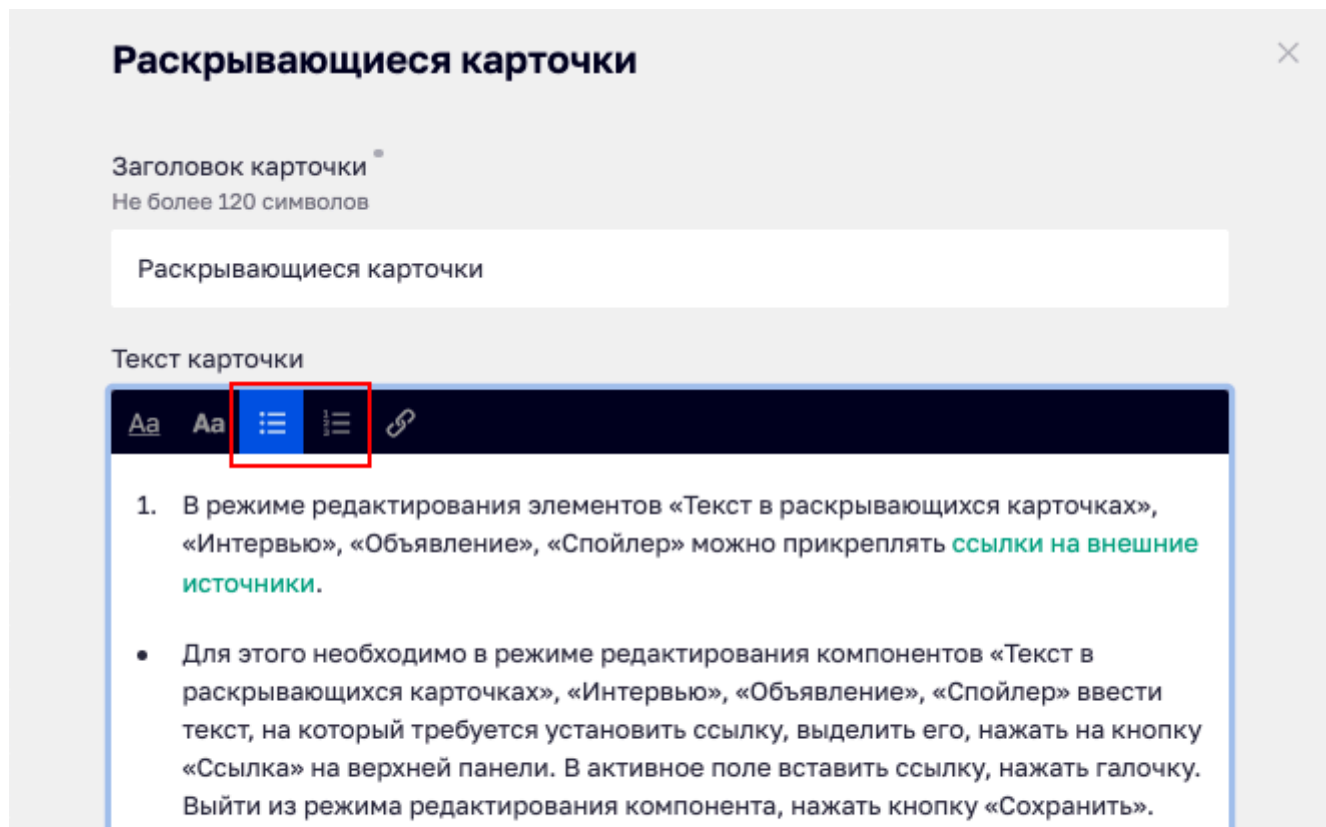 Раскрывающиеся карточки
Заголовок карточки
Не более 120 символов
Раскрывающиеся карточки
Текст карточки
Aa Aa
1. В режиме редактирования элементов «Текст в раскрывающихся карточках»,
«Интервью», «Объявление», «Спойлер» можно прикреплять ссылки на внешние
источники.
• Для этого необходимо в режиме редактирования компонентов «Текст в
раскрывающихся карточках», «Интервью», «Объявление», «Спойлер» ввести
текст, на который требуется установить ссылку, выделить его, нажать на кнопку
«Ссылка» на верхней панели. В активное поле вставить ссылку, нажать галочку.
Выйти из режима редактирования компонента, нажать кнопку «Сохранить».